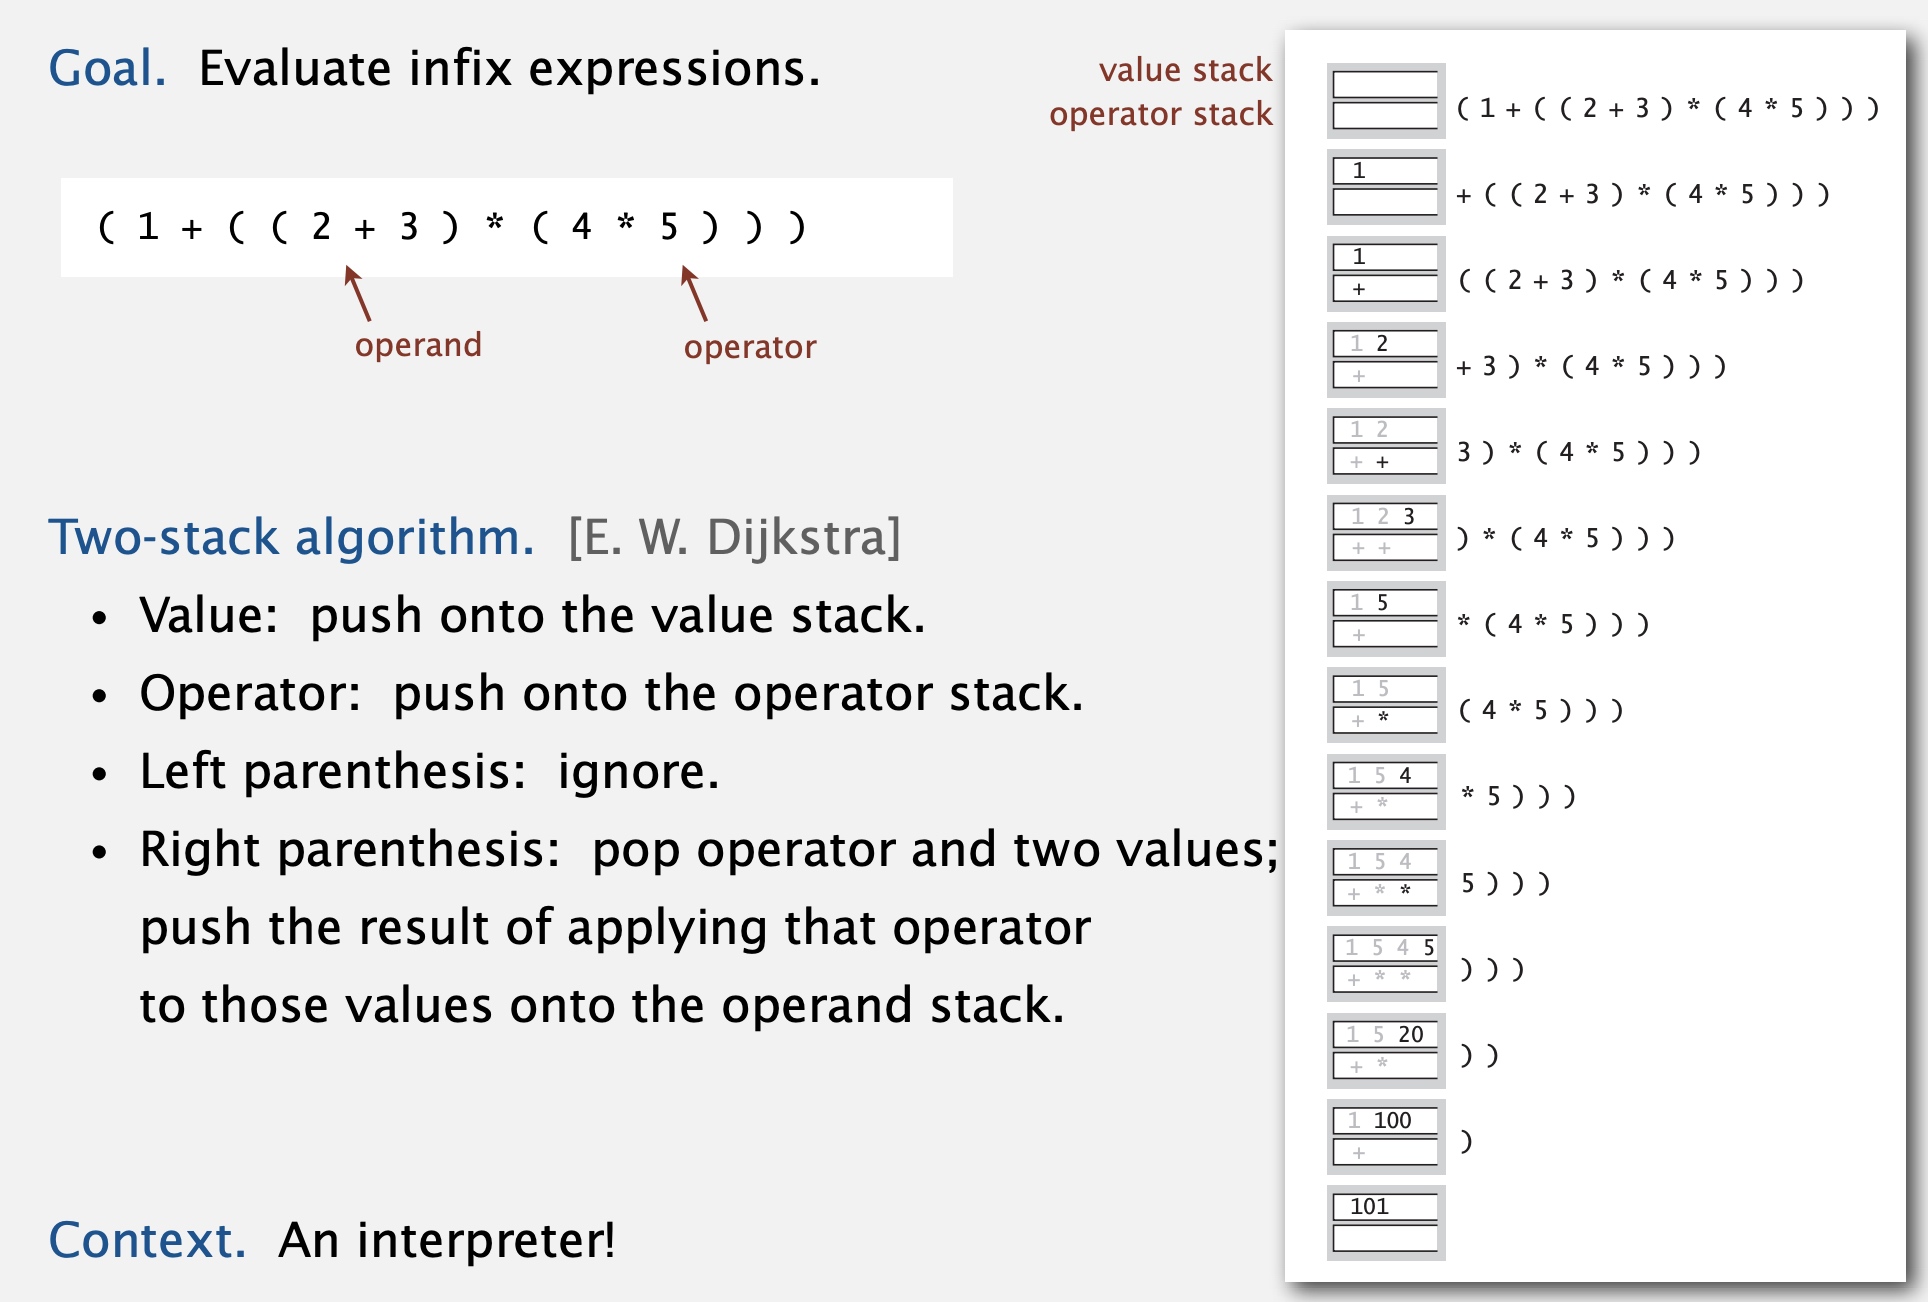 Goal. Evaluate infix expressions.
( 1 + ( ( 2 + 3 ) * ( 4 * 5 ) ) )
operand operator
Two-stack algorithm. [E. W. Dijkstra]
• Value: push onto the value stack.
• Operator: push onto the operator stack.
• Left parenthesis: ignore.
• Right parenthesis: pop operator and two values;
push the result of applying that operator
to those values onto the operand stack.
Context. An interpreter!
value stack
operator stack
( 1 + ( ( 2 + 3 ) * ( 4 * 5 ) ) )
1
+ ( ( 2 + 3 ) * ( 4 * 5 ) ) )
1
+
( ( 2 + 3 ) * ( 4 * 5 ) ) )
1 2
+
+ 3 ) * ( 4 * 5 ) ) )
1 2
+ +
3 ) * ( 4 * 5 ) ) )
1 2 3
+ +
) * ( 4 * 5 ) ) )
1 5
+
* ( 4 * 5 ) ) )
1 5
+ *
( 4 * 5 ) ) )
1 5 4
+ *
* 5 ) ) )
1 5 4
+ * *
5 ) ) )
1 5 4 5
+ * *
) ) )
1 5 20
+ *
) )
1 100
+
)
101